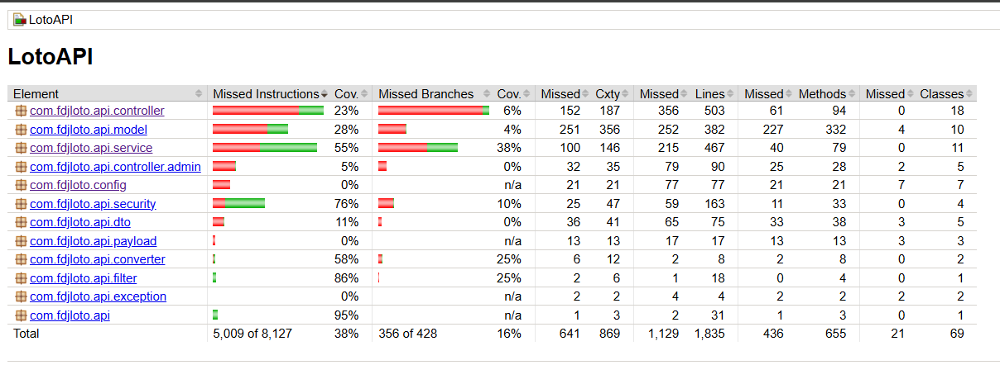 LotoAPI
LotoAPI
Element Missed Instructions Cov. Missed Branches Cov. Missed Cxty Missed Lines Missed Methods Missed Classes
com.fdjloto.api.controller 23% 6% 152 187 356 503 61 94 0 18
com.fdjloto.api.model 28% 4% 251 356 252 382 227 332 4 10
com.fdjloto.api.service 55% 38% 100 146 215 467 40 79 0 11
com.fdjloto.api.controller.admin 5% 0% 32 35 79 90 25 28 2 5
com.fdjloto.config 0% n/a 21 21 77 77 21 21 7 7
com.fdjloto.api.security 76% 10% 25 47 59 163 11 33 0 4
com.fdjloto.api.dto 11% 0% 36 41 65 75 33 38 3 5
com.fdjloto.api.payload 0% n/a 13 13 17 17 13 13 3 3
com.fdjloto.api.converter 58% 25% 6 12 2 8 2 8 0 2
com.fdjloto.api.filter 86% 25% 2 6 1 18 0 4 0 1
com.fdjloto.api.exception 0% n/a 2 2 4 4 2 2 2 2
com.fdjloto.api 95% n/a 1 3 2 31 1 3 0 1
Total 5,009 of 8,127 38% 356 of 428 16% 641 869 1,129 1,835 436 655 21 69